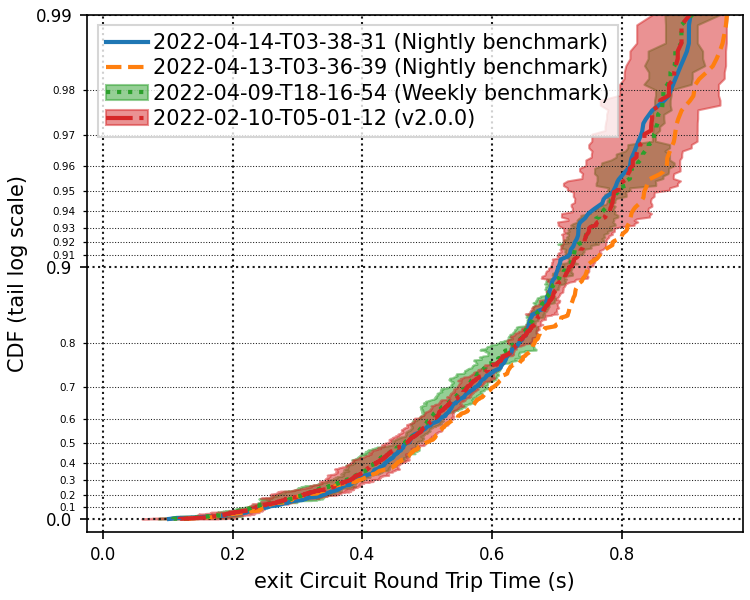 0.99
2022-04-14-T03-38-31 (Nightly benchmark)
2022-04-13-T03-36-39 (Nightly benchmark)
2022-04-09-T18-16-54 (Weekly benchmark)
2022-02-10-T05-01-12 (v2.0.0)
0.98
0.97
0.96
0.95
0.94
0.93
0.92
0.91
0.9
0.8
0.7
0.6
0.5
0.4
0.3
0.2
0.1
0.0
CDF (tail log scale)
0.0 0.2 0.4 0.6 0.8
exit Circuit Round Trip Time (s)